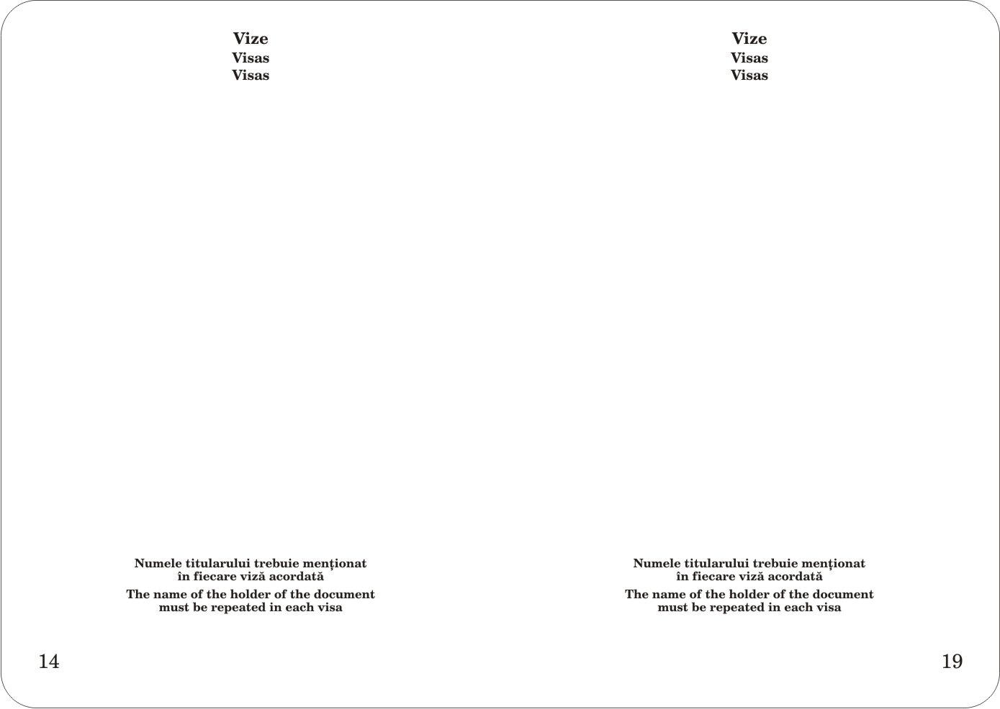 Vize
Visas
Visas
Numele titularului trebuie menționat
în fiecare viză acordată
The name of the holder of the document
must be repeated in each visa
14
Vize
Visas
Visas
Numele titularului trebuie menționat
în fiecare viză acordată
The name of the holder of the document
must be repeated in each visa
19